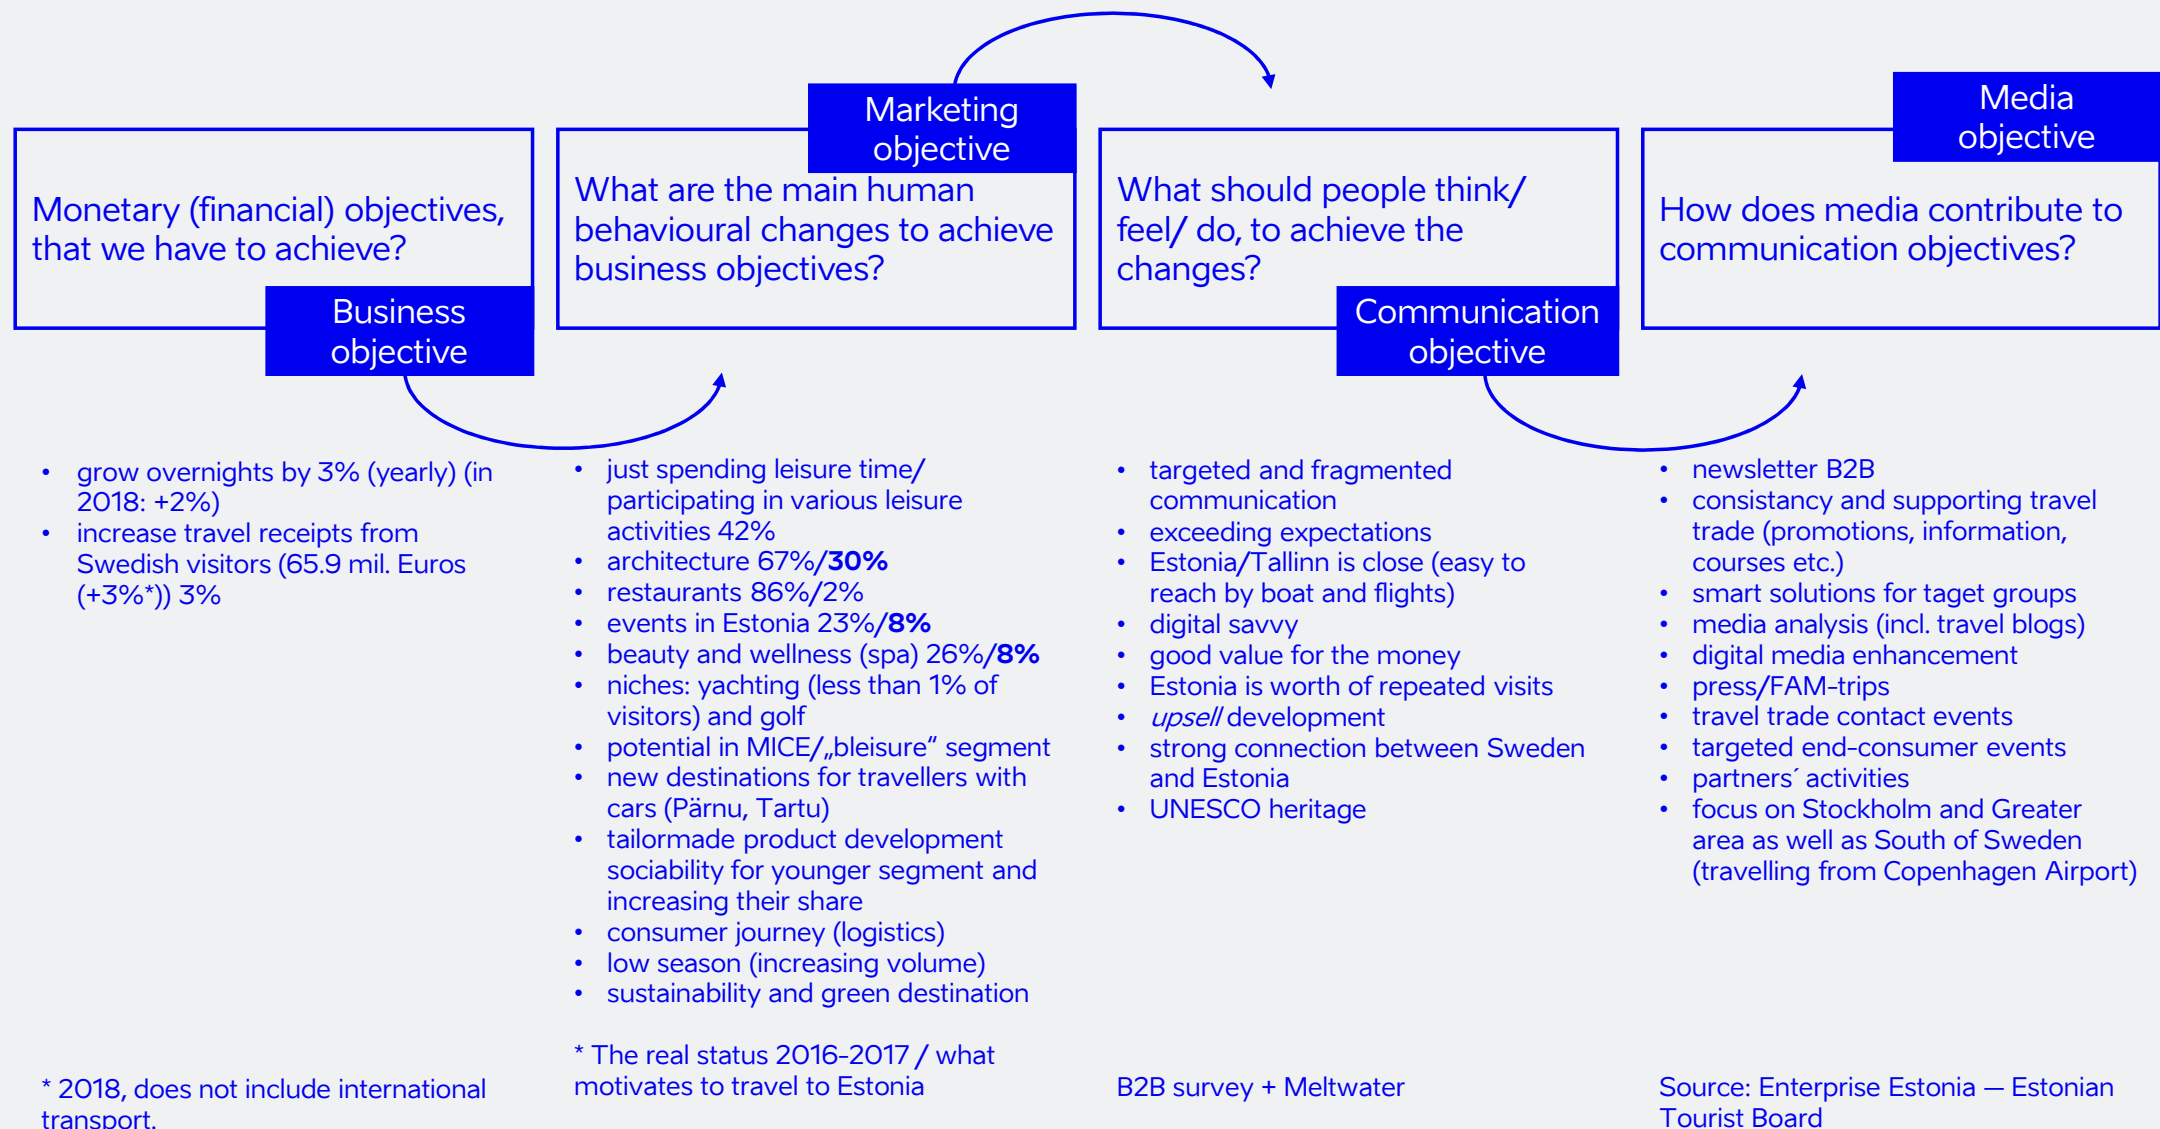 Monetary (financial) objectives,
that we have to achieve?
Business
objective
• grow overnights by 3% (yearly) (in
2018: +2%)
• increase travel receipts from
Swedish visitors (65.9 mil. Euros
(+3%*)) 3%
* 2018, does not include international
transport.
Marketing
objective
What are the main human
behavioural changes to achieve
business objectives?
• just spending leisure time/
participating in various leisure
activities 42%
• architecture 67%/30%
• restaurants 86%/2%
• events in Estonia 23%/8%
• beauty and wellness (spa) 26%/8%
• niches: yachting (less than 1% of
visitors) and golf
• potential in MICE/„bleisure“ segment
• new destinations for travellers with
cars (Pärnu, Tartu)
• tailormade product development
sociability for younger segment and
increasing their share
• consumer journey (logistics)
• low season (increasing volume)
• sustainability and green destination
* The real status 2016-2017 / what
motivates to travel to Estonia
What should people think/
feel/ do, to achieve the
changes?
Communication
objective
• targeted and fragmented
communication
• exceeding expectations
• Estonia/Tallinn is close (easy to
reach by boat and flights)
• digital savvy
• good value for the money
• Estonia is worth of repeated visits
• upsell development
• strong connection between Sweden
and Estonia
• UNESCO heritage
B2B survey + Meltwater
Media
objective
How does media contribute to
communication objectives?
• newsletter B2B
• consistancy and supporting travel
trade (promotions, information,
courses etc.)
• smart solutions for taget groups
• media analysis (incl. travel blogs)
• digital media enhancement
• press/FAM-trips
• travel trade contact events
• targeted end-consumer events
• partners´ activities
• focus on Stockholm and Greater
area as well as South of Sweden
(travelling from Copenhagen Airport)
Source: Enterprise Estonia — Estonian
Tourist Board